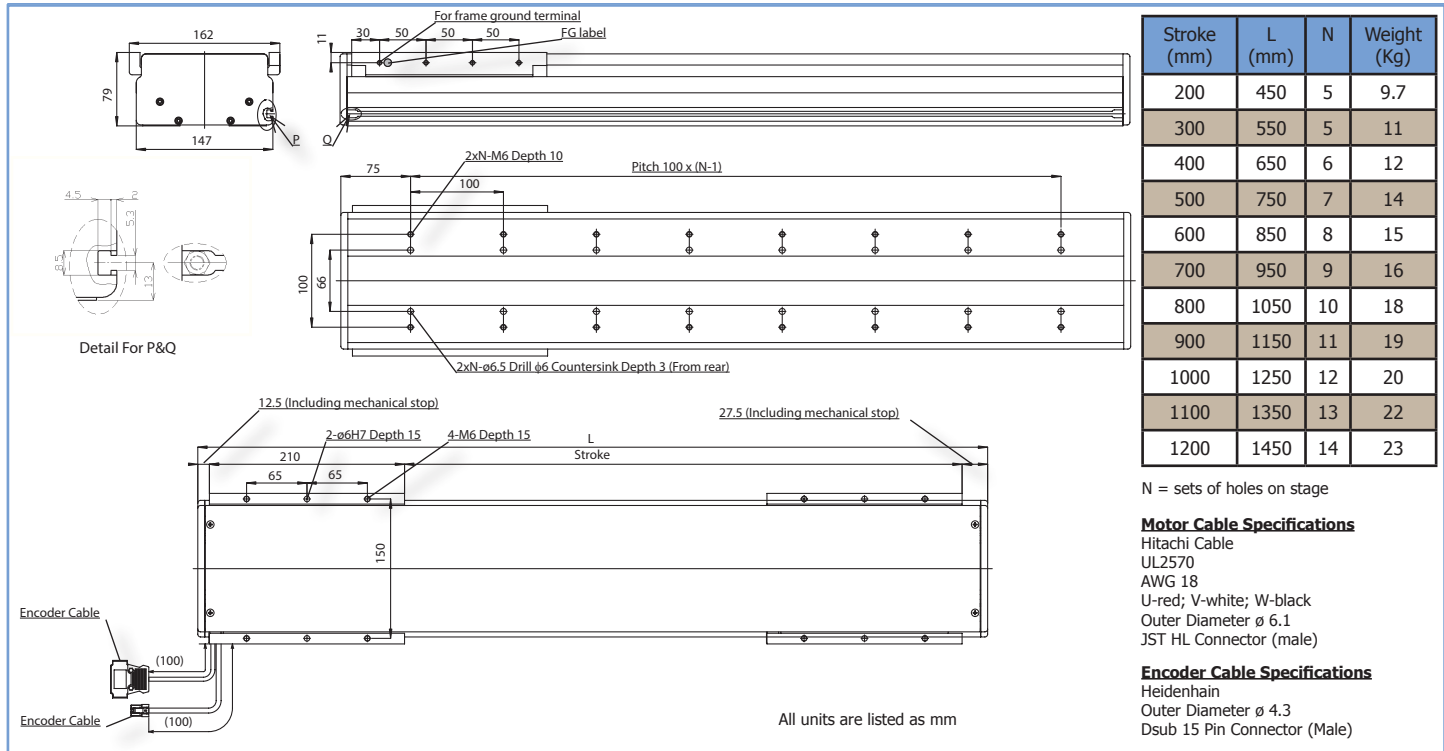 For frame ground terminal
162
11
30 50 50 50
FG label
79
147
P
Q
2xN-M6 Depth 10
75
Pitch 100 x (N-1)
100
4.5
2
5.3
8.5
13
100
66
Detail For P&Q
2xN-ø6.5 Drill ϕ6 Countersink Depth 3 (From rear)
12.5 (Including mechanical stop)
27.5 (Including mechanical stop)
2-ø6H7 Depth 15
4-M6 Depth 15
L
210
Stroke
65 65
150
Encoder Cable
(100)
Encoder Cable
(100)
All units are listed as mm
Stroke (mm) L (mm) N Weight (Kg)
200 450 5 9.7
300 550 5 11
400 650 6 12
500 750 7 14
600 850 8 15
700 950 9 16
800 1050 10 18
900 1150 11 19
1000 1250 12 20
1100 1350 13 22
1200 1450 14 23
N = sets of holes on stage
Motor Cable Specifications
Hitachi Cable
UL2570
AWG 18
U-red; V-white; W-black
Outer Diameter ø 6.1
JST HL Connector (male)
Encoder Cable Specifications
Heidenhain
Outer Diameter ø 4.3
Dsub 15 Pin Connector (Male)